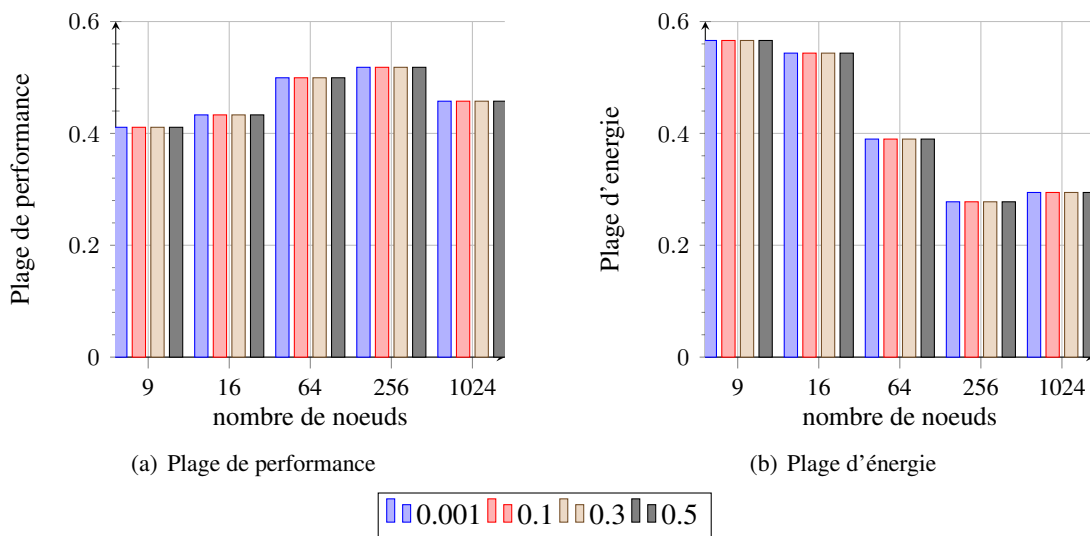 0.6
0.4
0.2
0
Plage de performance
9 16 64 256 1024
nombre de noeuds
(a) Plage de performance
0.6
0.4
0.2
0
Plage d'energie
9 16 64 256 1024
nombre de noeuds
(b) Plage d'énergie
0.001 0.1 0.3 0.5